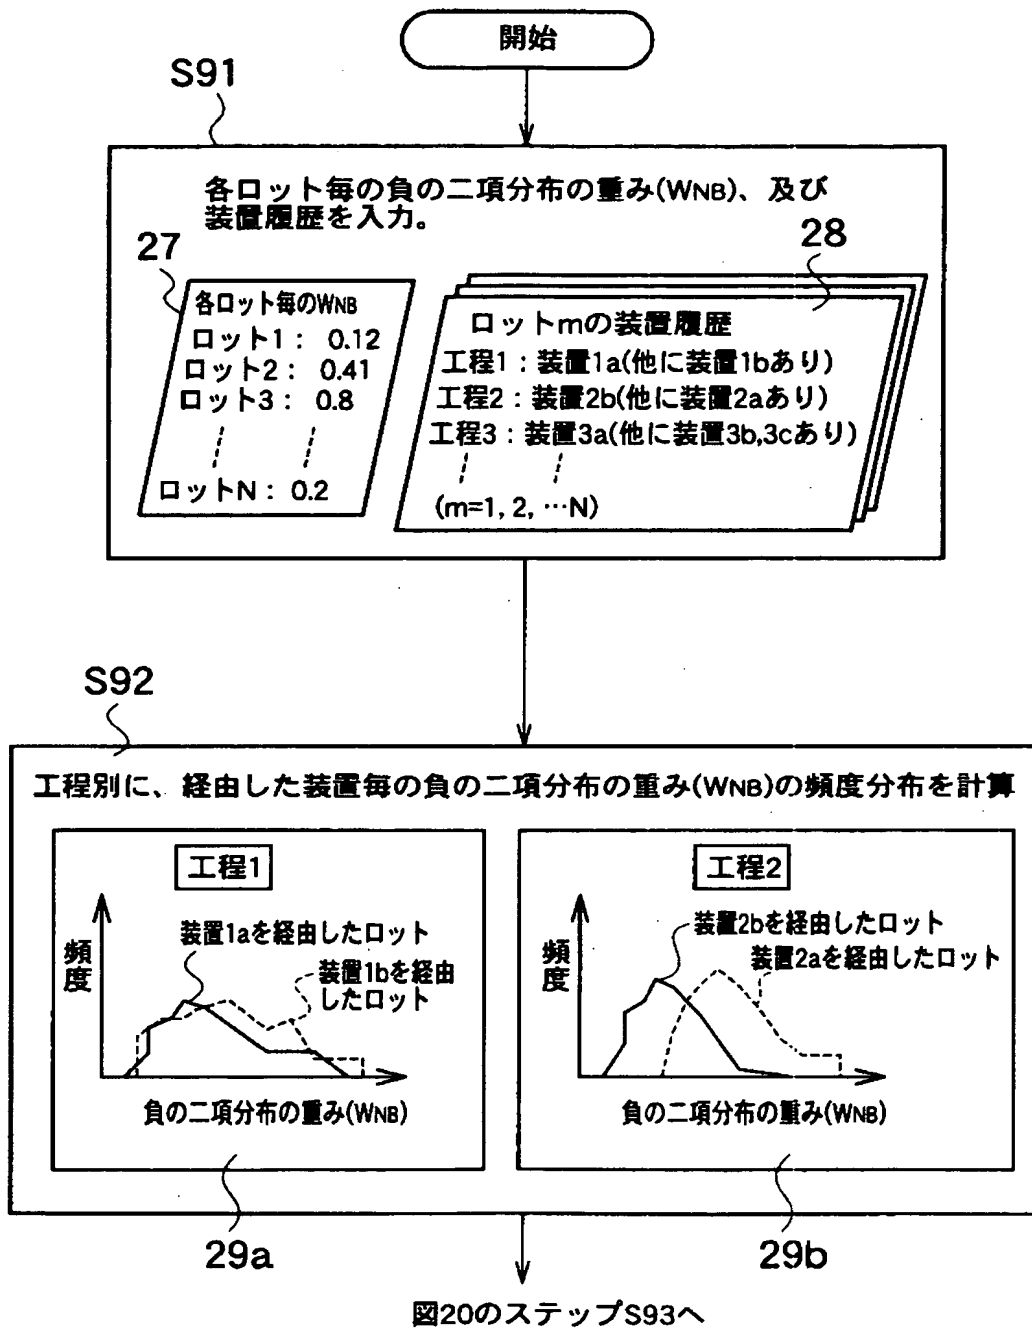 開始
S91
各ロット毎の負の二項分布の重み(WNB)、及び
装置履歴を入力。
27
28
各ロット毎のWNB
ロット1： 0.12
ロット2： 0.41
ロット3： 0.8
ロットN： 0.2
ロットmの装置履歴
工程1：装置1a(他に装置1bあり)
工程2：装置2b(他に装置2aあり)
工程3：装置3a(他に装置3b,3cあり)
(m=1, 2, …N)
S92
工程別に、経由した装置毎の負の二項分布の重み(WNB)の頻度分布を計算
工程1
頻度
装置1aを経由したロット
装置1bを経由
したロット
負の二項分布の重み(WNB)
工程2
頻度
装置2bを経由したロット
装置2aを経由したロット
負の二項分布の重み(WNB)
29a
29b
図20のステップS93へ